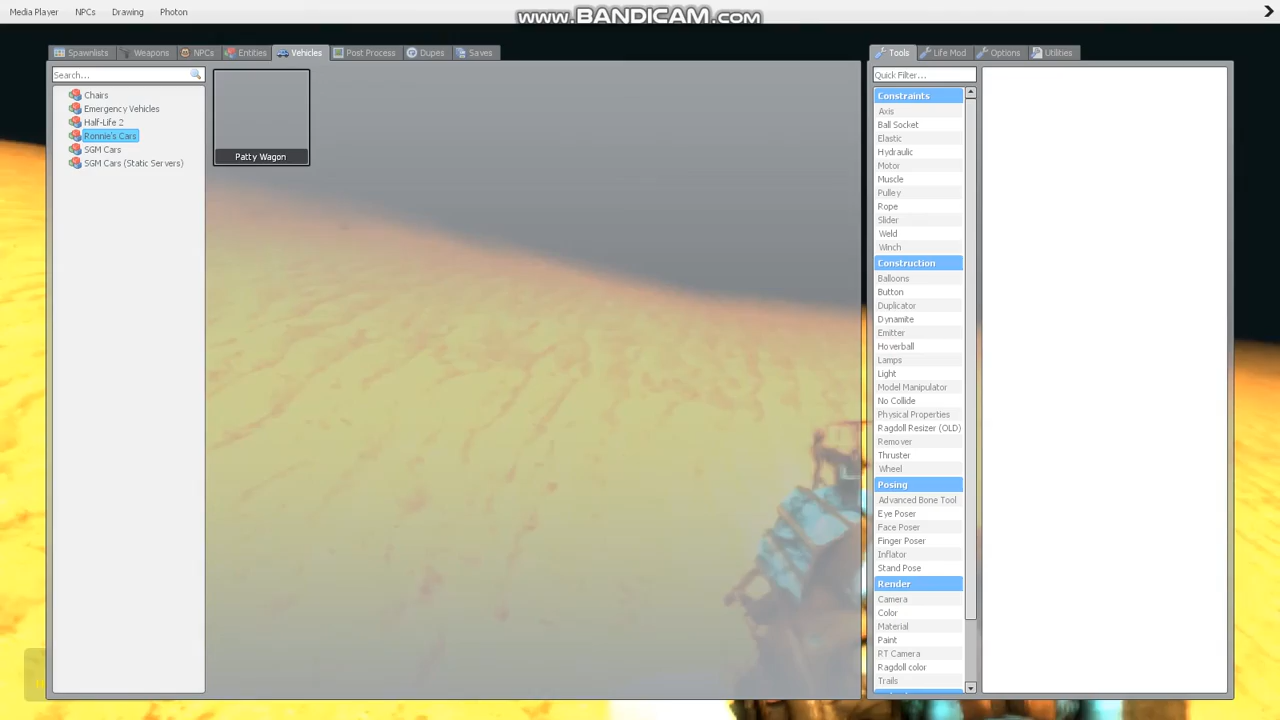 Media Player NPCs Drawing Photon
www.BANDICAM.com
Spawnlists Weapons NPCs Entities Vehicles Post Process Dupes Saves
Tools Life Mod Options Utilities
Search...
Chairs
Emergency Vehicles
Half-Life 2
Ronnie's Cars
SGM Cars
SGM Cars (Static Servers)
Patty Wagon
Quick Filter...
Constraints
Axis
Ball Socket
Elastic
Hydraulic
Motor
Muscle
Pulley
Rope
Slider
Weld
Winch
Construction
Balloons
Button
Duplicator
Dynamite
Emitter
Hoverball
Lamps
Light
Model Manipulator
No Collide
Physical Properties
Ragdoll Resizer (OLD)
Remover
Thruster
Wheel
Posing
Advanced Bone Tool
Eye Poser
Face Poser
Finger Poser
Inflator
Stand Pose
Render
Camera
Color
Material
Paint
RT Camera
Ragdoll color
Trails